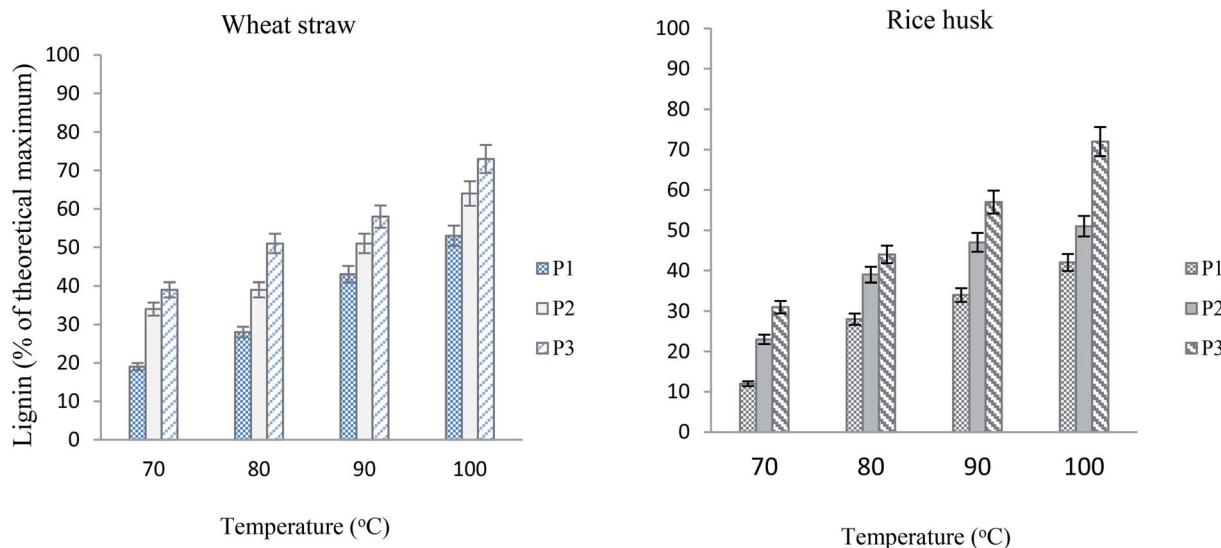 Wheat straw
Lignin (% of theoretical maximum)
100
90
80
70
60
50
40
30
20
10
0
70 80 90 100
Temperature (°C)
P1
P2
P3
Rice husk
100
90
80
70
60
50
40
30
20
10
0
70 80 90 100
Temperature (°C)
P1
P2
P3